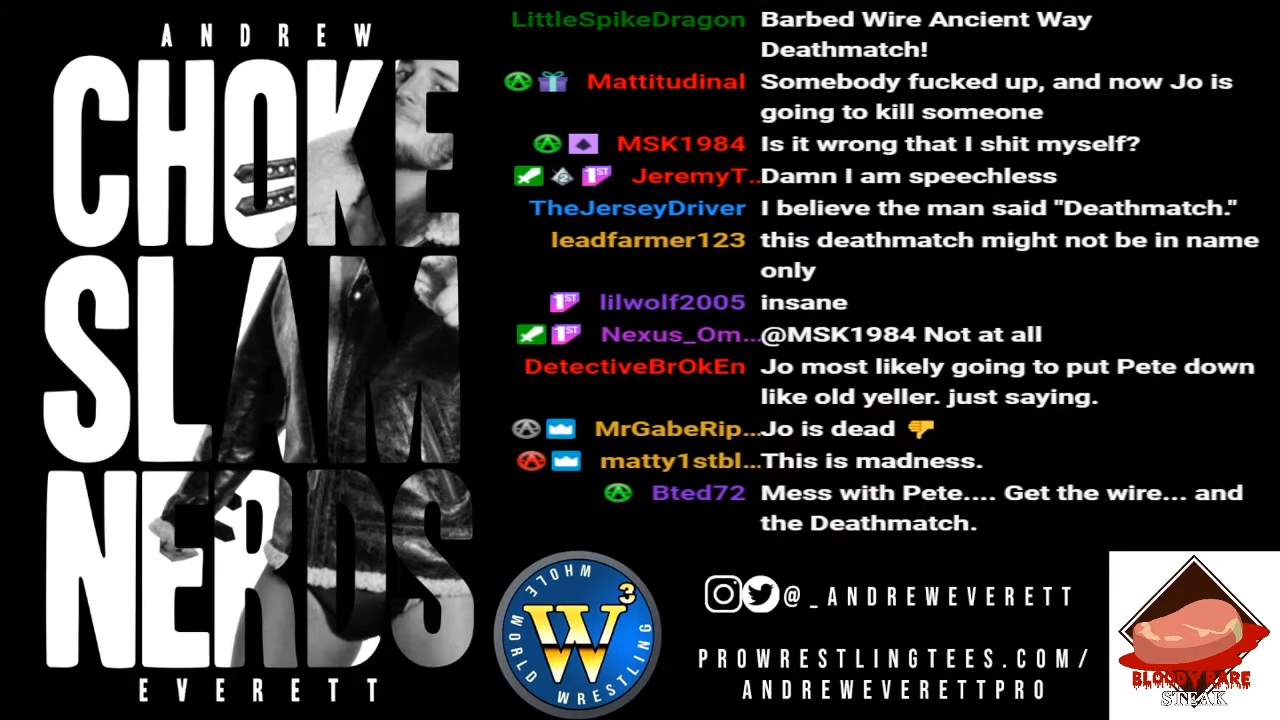 ANDREW
CHOKE
SLAM
NERDS
EVERETT
LittleSpikeDragon Barbed Wire Ancient Way
Deathmatch!
Mattitudinal Somebody fucked up, and now Jo is
going to kill someone
MSK1984 Is it wrong that I shit myself?
1ST JeremyT.. Damn I am speechless
TheJerseyDriver I believe the man said "Deathmatch."
leadfarmer123 this deathmatch might not be in name
only
1ST lilwolf2005 insane
1ST Nexus_Om... @MSK1984 Not at all
DetectiveBrOkEn Jo most likely going to put Pete down
like old yeller. just saying.
MrGabeRip... Jo is dead 👎
matty1stbl... This is madness.
Bted72 Mess with Pete.... Get the wire... and
the Deathmatch.
WHOLE
W3
WORLD WRESTLING
@_ANDREWEVERETT
PROWRESTLINGTEES.COM/
ANDREWEVERETTPRO
BLOODY RARE
STEAK